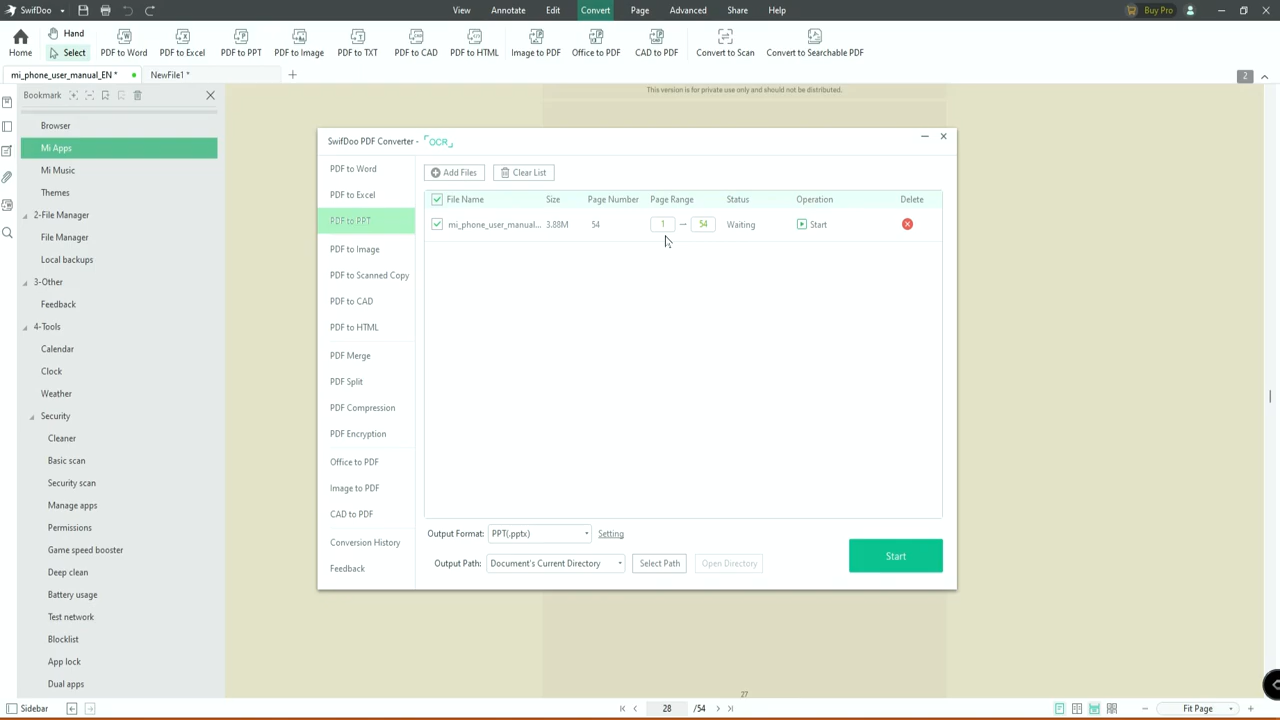 SwifDoo
View Annotate Edit Convert Page Advanced Share Help
Buy Pro
Hand
Select
Home
PDF to Word
PDF to Excel
PDF to PPT
PDF to Image
PDF to TXT
PDF to CAD
PDF to HTML
Image to PDF
Office to PDF
CAD to PDF
Convert to Scan
Convert to Searchable PDF
mi_phone_user_manual_EN *
NewFile1 *
2
Bookmark
This version is for private use only and should not be distributed.
Browser
Mi Apps
Mi Music
Themes
2-File Manager
File Manager
Local backups
3-Other
Feedback
4-Tools
Calendar
Clock
Weather
Security
Cleaner
Basic scan
Security scan
Manage apps
Permissions
Game speed booster
Deep clean
Battery usage
Test network
Blocklist
App lock
Dual apps
SwifDoo PDF Converter - OCR
PDF to Word
PDF to Excel
PDF to PPT
PDF to Image
PDF to Scanned Copy
PDF to CAD
PDF to HTML
PDF Merge
PDF Split
PDF Compression
PDF Encryption
Office to PDF
Image to PDF
CAD to PDF
Conversion History
Feedback
Add Files Clear List
File Name Size Page Number Page Range Status Operation Delete
mi_phone_user_manual... 3.88M 54 1 — 54 Waiting Start
Output Format: PPT(.pptx) Setting
Output Path: Document's Current Directory Select Path Open Directory
Start
27
Sidebar
28 /54
Fit Page